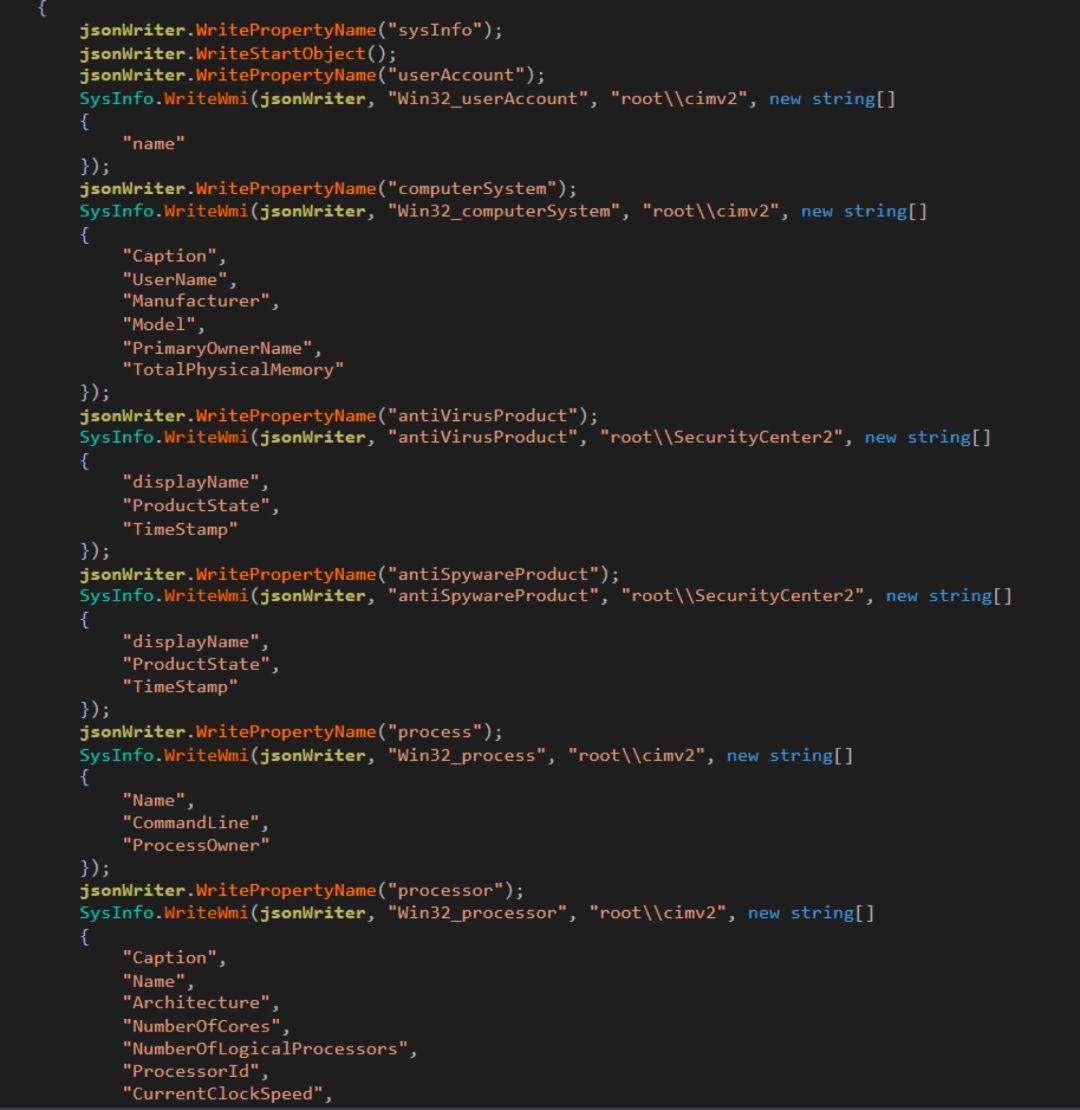 {
jsonWriter.WritePropertyName("sysInfo");
jsonWriter.WriteStartObject();
jsonWriter.WritePropertyName("userAccount");
SysInfo.WriteWmi(jsonWriter, "Win32_userAccount", "root\\cimv2", new string[]
{
"name"
});
jsonWriter.WritePropertyName("computerSystem");
SysInfo.WriteWmi(jsonWriter, "Win32_computerSystem", "root\\cimv2", new string[]
{
"Caption",
"UserName",
"Manufacturer",
"Model",
"PrimaryOwnerName",
"TotalPhysicalMemory"
});
jsonWriter.WritePropertyName("antiVirusProduct");
SysInfo.WriteWmi(jsonWriter, "antiVirusProduct", "root\\SecurityCenter2", new string[]
{
"displayName",
"ProductState",
"TimeStamp"
});
jsonWriter.WritePropertyName("antiSpywareProduct");
SysInfo.WriteWmi(jsonWriter, "antiSpywareProduct", "root\\SecurityCenter2", new string[]
{
"displayName",
"ProductState",
"TimeStamp"
});
jsonWriter.WritePropertyName("process");
SysInfo.WriteWmi(jsonWriter, "Win32_process", "root\\cimv2", new string[]
{
"Name",
"CommandLine",
"ProcessOwner"
});
jsonWriter.WritePropertyName("processor");
SysInfo.WriteWmi(jsonWriter, "Win32_processor", "root\\cimv2", new string[]
{
"Caption",
"Name",
"Architecture",
"NumberOfCores",
"NumberOfLogicalProcessors",
"ProcessorId",
"CurrentClockSpeed",